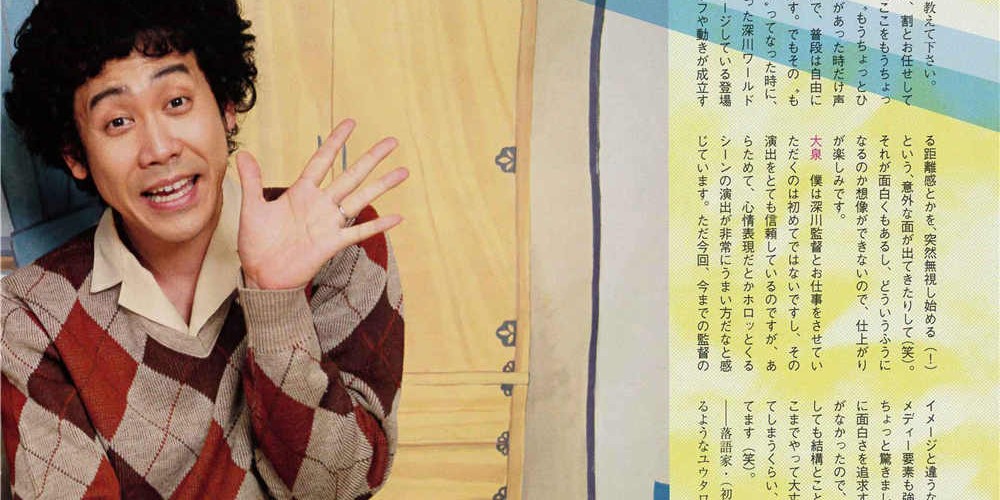 教えて下さい。
、割とお任せして
ここをもうちょっ
〝もうちょっとひ
があった時だけ声
で、普段は自由に
す。でもその〝も
〟ってなった時に、
った深川ワールド
ージしている登場
フや動きが成立す
る距離感とかを、突然無視し始める（！）
という、意外な面が出てきたりして（笑）。
それが面白くもあるし、どういうふうに
なるのか想像ができないので、仕上がり
が楽しみです。
大泉　僕は深川監督とお仕事をさせてい
ただくのは初めてではないですし、その
演出をとても信頼しているのですが、あ
らためて、心情表現だとかホロッとくる
シーンの演出が非常にうまい方だなと感
じています。ただ今回、今までの監督の
イメージと違うな
メディー要素も強
ちょっと驚きまし
に面白さを追求す
がなかったので、
しても結構とこ
こまでやって大丈
てしまうくらい、
てます（笑）。
――落語家・（初
るようなユウタロ